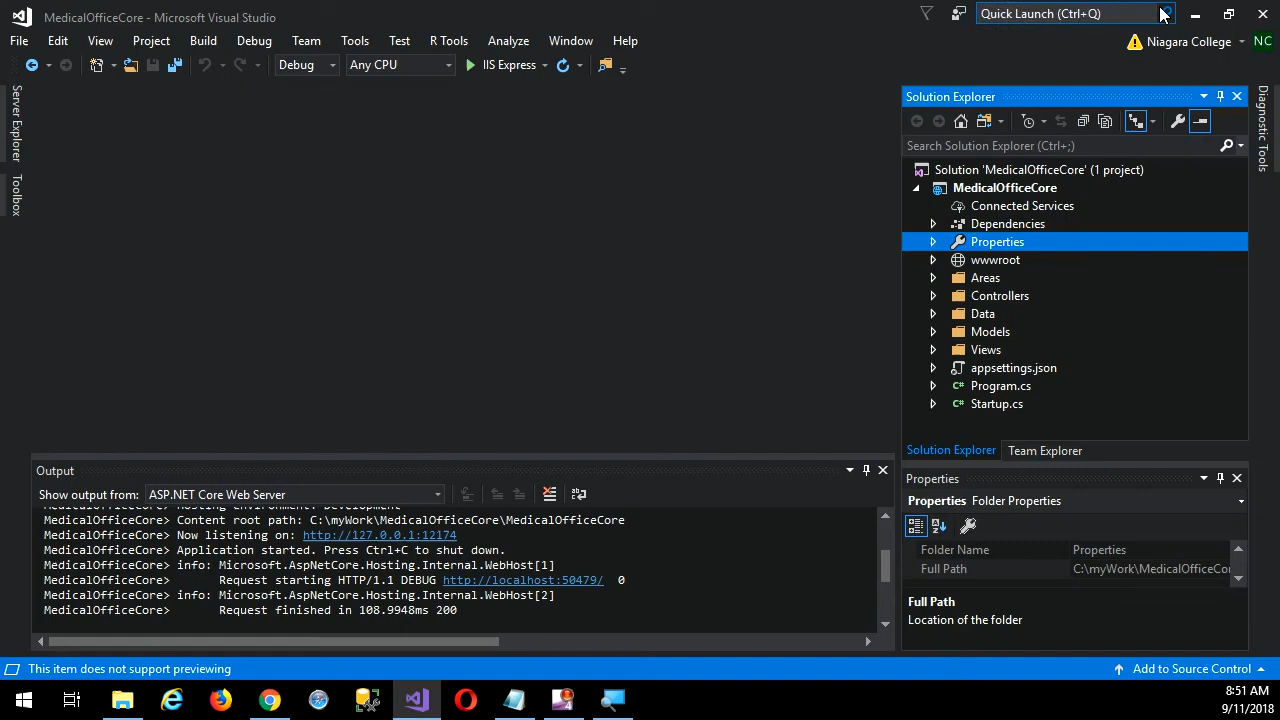 MedicalOfficeCore - Microsoft Visual Studio
Quick Launch (Ctrl+Q)
File Edit View Project Build Debug Team Tools Test R Tools Analyze Window Help
Niagara College NC
Debug Any CPU IIS Express
Server Explorer
Toolbox
Solution Explorer
Search Solution Explorer (Ctrl+;)
Solution 'MedicalOfficeCore' (1 project)
MedicalOfficeCore
Connected Services
Dependencies
Properties
wwwroot
Areas
Controllers
Data
Models
Views
appsettings.json
C# Program.cs
C# Startup.cs
Solution Explorer Team Explorer
Diagnostic Tools
Output
Show output from: ASP.NET Core Web Server
MedicalOfficeCore> Hosting environment: Development
MedicalOfficeCore> Content root path: C:\myWork\MedicalOfficeCore\MedicalOfficeCore
MedicalOfficeCore> Now listening on: http://127.0.0.1:12174
MedicalOfficeCore> Application started. Press Ctrl+C to shut down.
MedicalOfficeCore> info: Microsoft.AspNetCore.Hosting.Internal.WebHost[1]
MedicalOfficeCore> Request starting HTTP/1.1 DEBUG http://localhost:50479/ 0
MedicalOfficeCore> info: Microsoft.AspNetCore.Hosting.Internal.WebHost[2]
MedicalOfficeCore> Request finished in 108.9948ms 200
Properties
Properties Folder Properties
Folder Name Properties
Full Path C:\myWork\MedicalOfficeCor
Full Path
Location of the folder
This item does not support previewing
Add to Source Control
8:51 AM
9/11/2018